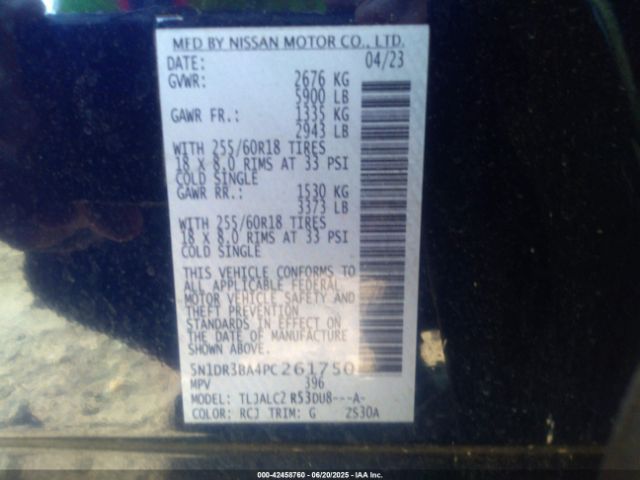 MFD BY NISSAN MOTOR CO., LTD.
DATE: 04/23
GVWR: 2676 KG
5900 LB
GAWR FR.: 1335 KG
2943 LB
WITH 255/60R18 TIRES
18 X 8.0 RIMS AT 33 PSI
COLD SINGLE
GAWR RR.: 1530 KG
3373 LB
WITH 255/60R18 TIRES
18 X 8.0 RIMS AT 33 PSI
COLD SINGLE
THIS VEHICLE CONFORMS TO
ALL APPLICABLE FEDERAL
MOTOR VEHICLE SAFETY AND
THEFT PREVENTION
STANDARDS IN EFFECT ON
THE DATE OF MANUFACTURE
SHOWN ABOVE.
5N1DR3BA4PC261750
MPV 396
MODEL: TLJALC2 R53DU8---A-
COLOR: RCJ TRIM: G ZS30A
000-42458760 - 06/20/2025 - IAA Inc.